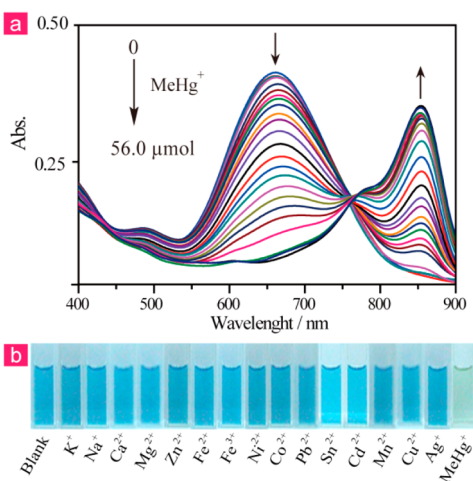 a
0.50
0.25
Abs.
0
MeHg⁺
56.0 µmol
400 500 600 700 800 900
Wavelenght / nm
b
Blank K⁺ Na⁺ Ca²⁺ Mg²⁺ Zn²⁺ Fe²⁺ Fe³⁺ Ni²⁺ Co²⁺ Pb²⁺ Sn²⁺ Cd²⁺ Mn²⁺ Cu²⁺ Ag⁺ MeHg⁺